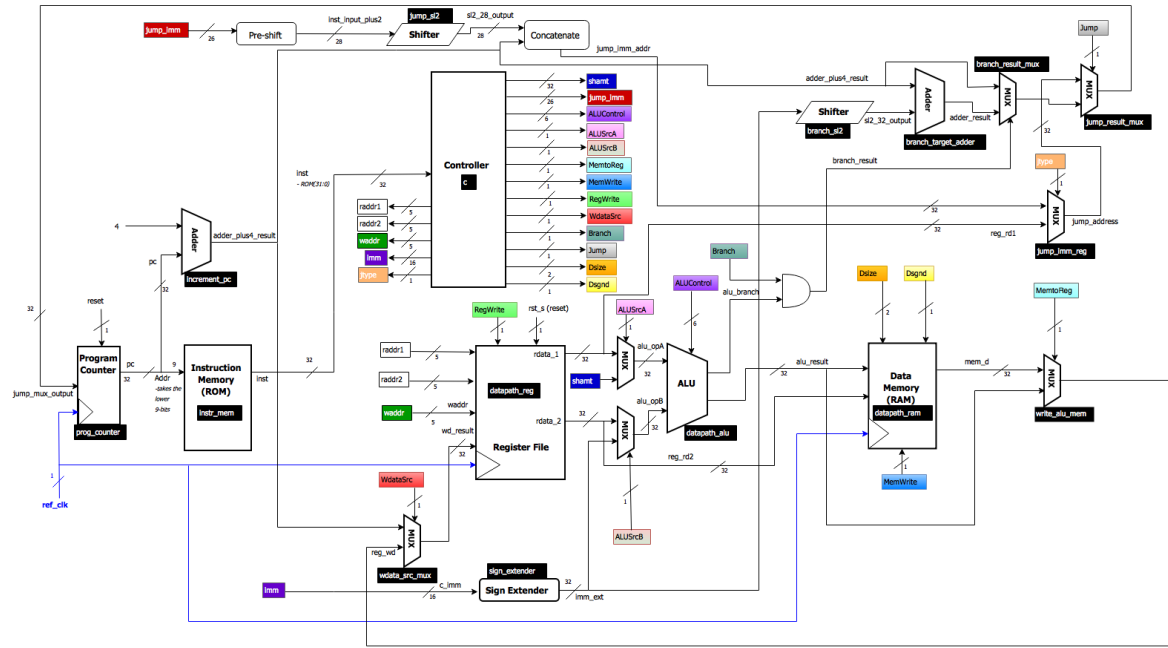 jump_imm
26
Pre-shift
inst_input_plus2
28
jump_sl2
Shifter
sl2_28_output
28
Concatenate
jump_imm_addr
Jump
1
MUX
jump_result_mux
branch_result_mux
MUX
adder_plus4_result
Adder
adder_result
branch_target_adder
Shifter
branch_sl2
sl2_32_output
32
branch_result
jtype
1
MUX
jump_address
jump_imm_reg
32
32
reg_rd1
Controller
c
inst
- ROM(31:0)
32
32
shamt
26
jump_imm
6
ALUControl
1
ALUSrcA
1
ALUSrcB
1
MemtoReg
1
MemWrite
1
RegWrite
1
WdataSrc
1
Branch
1
Jump
2
Dsize
1
Dsgnd
raddr1
5
raddr2
5
waddr
5
imm
16
jtype
1
4
Adder
adder_plus4_result
increment_pc
pc
32
32
reset
1
Program
Counter
pc
32
jump_mux_output
prog_counter
9
Addr
-takes the
lower
9-bits
Instruction
Memory
(ROM)
instr_mem
32
inst
1
ref_clk
RegWrite
1
rst_s (reset)
1
raddr1
5
raddr2
5
waddr
waddr
5
wd_result
32
datapath_reg
Register File
rdata_1
32
rdata_2
32
WdataSrc
1
MUX
reg_wd
wdata_src_mux
imm
c_imm
16
sign_extender
Sign Extender
32
imm_ext
ALUSrcA
1
MUX
shamt
alu_opA
32
MUX
alu_opB
32
1
ALUSrcB
reg_rd2
32
ALUControl
6
ALU
datapath_alu
Branch
1
alu_branch
alu_result
32
Dsize
2
Dsgnd
1
Data
Memory
(RAM)
datapath_ram
1
MemWrite
mem_d
32
MemtoReg
1
MUX
write_alu_mem
32